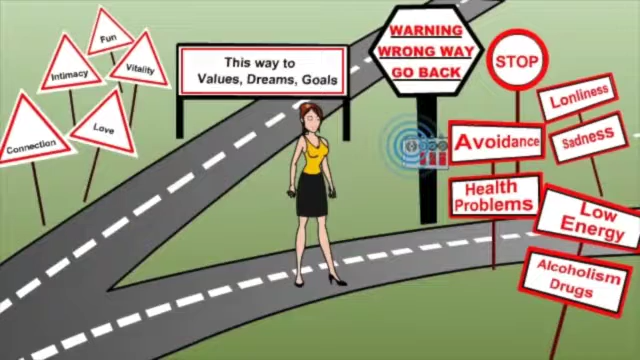 Fun
Intimacy
Vitality
Connection
Love
This way to
Values, Dreams, Goals
WARNING
WRONG WAY
GO BACK
STOP
Lonliness
Sadness
Avoidance
Health
Problems
Low
Energy
Alcoholism
Drugs